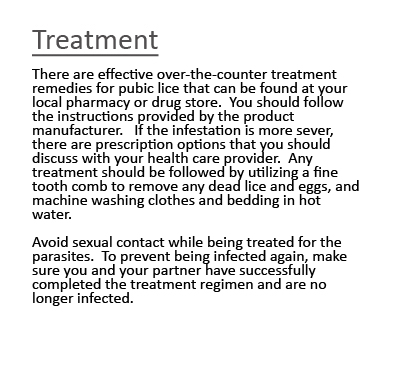 Treatment
There are effective over-the-counter treatment
remedies for pubic lice that can be found at your
local pharmacy or drug store.  You should follow
the instructions provided by the product
manufacturer.   If the infestation is more sever,
there are prescription options that you should
discuss with your health care provider.  Any
treatment should be followed by utilizing a fine
tooth comb to remove any dead lice and eggs, and
machine washing clothes and bedding in hot
water.
Avoid sexual contact while being treated for the
parasites.  To prevent being infected again, make
sure you and your partner have successfully
completed the treatment regimen and are no
longer infected.